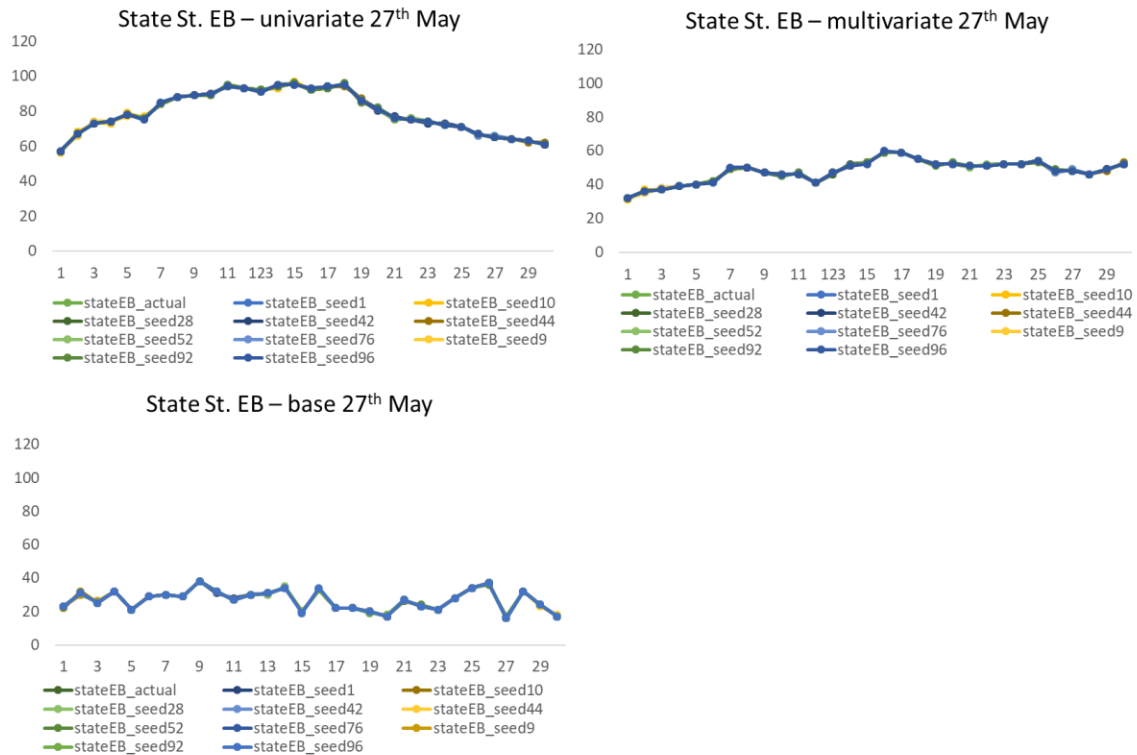 State St. EB – univariate 27th May
120
100
80
60
40
20
0
1 3 5 7 9 11 123 15 17 19 21 23 25 27 29
stateEB_actual stateEB_seed1 stateEB_seed10
stateEB_seed28 stateEB_seed42 stateEB_seed44
stateEB_seed52 stateEB_seed76 stateEB_seed9
stateEB_seed92 stateEB_seed96
State St. EB – multivariate 27th May
120
100
80
60
40
20
0
1 3 5 7 9 11 123 15 17 19 21 23 25 27 29
stateEB_actual stateEB_seed1 stateEB_seed10
stateEB_seed28 stateEB_seed42 stateEB_seed44
stateEB_seed52 stateEB_seed76 stateEB_seed9
stateEB_seed92 stateEB_seed96
State St. EB – base 27th May
120
100
80
60
40
20
0
1 3 5 7 9 11 13 15 17 19 21 23 25 27 29
stateEB_actual stateEB_seed1 stateEB_seed10
stateEB_seed28 stateEB_seed42 stateEB_seed44
stateEB_seed52 stateEB_seed76 stateEB_seed9
stateEB_seed92 stateEB_seed96